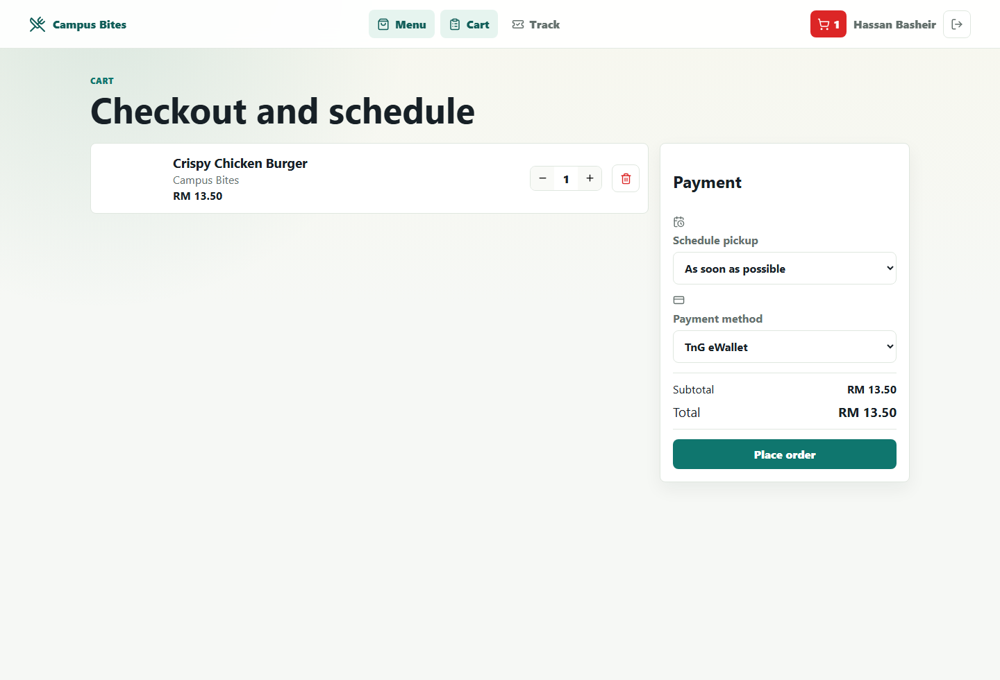 Campus Bites
Menu
Cart
Track
1
Hassan Basheir
CART
Checkout and schedule
Crispy Chicken Burger
Campus Bites
RM 13.50
− 1 +
Payment
Schedule pickup
As soon as possible
Payment method
TnG eWallet
Subtotal RM 13.50
Total RM 13.50
Place order